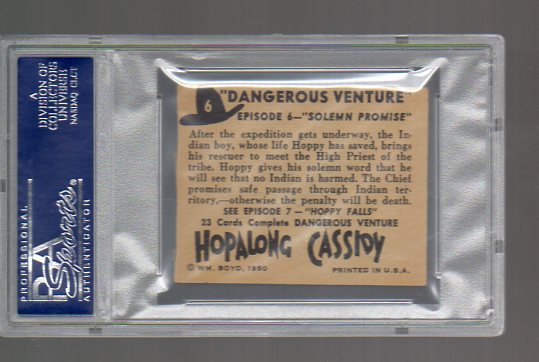 A
DIVISION OF
COLLECTORS
UNIVERSE
NASDAQ: CLCT
PROFESSIONAL
PSA
Sports
AUTHENTICATOR
6
"DANGEROUS VENTURE"
EPISODE 6—"SOLEMN PROMISE"
After the expedition gets underway, the In-
dian boy, whose life Hoppy has saved, brings
his rescuer to meet the High Priest of the
tribe. Hoppy gives his solemn word that he
will see that no Indian is harmed. The Chief
promises safe passage through Indian ter-
ritory,—otherwise the penalty will be death.
SEE EPISODE 7 — "HOPPY FALLS"
23 Cards Complete DANGEROUS VENTURE
HOPALONG CASSIDY
© WM. BOYD, 1950 PRINTED IN U.S.A.